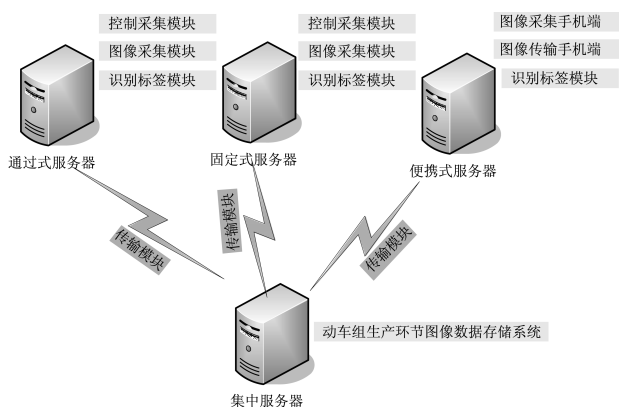 控制采集模块
图像采集模块
识别标签模块
通过式服务器
控制采集模块
图像采集模块
识别标签模块
固定式服务器
图像采集手机端
图像传输手机端
识别标签模块
便携式服务器
传输模块
传输模块
传输模块
动车组生产环节图像数据存储系统
集中服务器